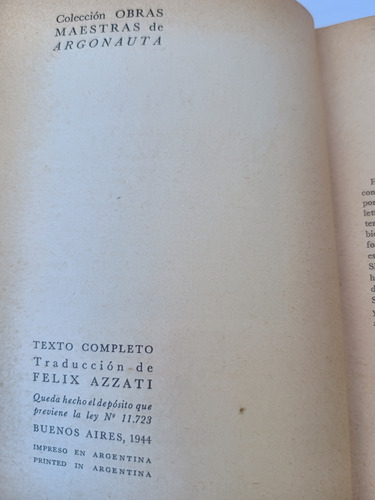 Colección OBRAS
MAESTRAS de
ARGONAUTA
TEXTO COMPLETO
Traducción de
FELIX AZZATI
Queda hecho el depósito que
previene la ley Nº 11.723
BUENOS AIRES, 1944
IMPRESO EN ARGENTINA
PRINTED IN ARGENTINA